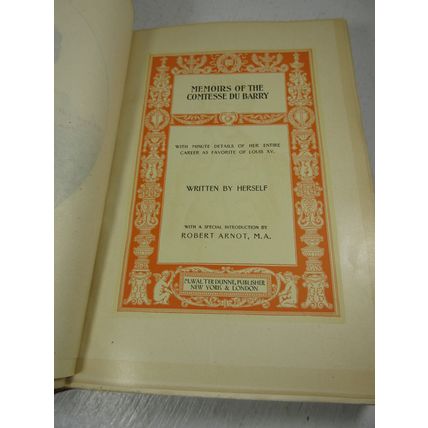 MEMOIRS OF THE
COMTESSE DU BARRY
WITH MINUTE DETAILS OF HER ENTIRE
CAREER AS FAVORITE OF LOUIS XV.
WRITTEN BY HERSELF
WITH A SPECIAL INTRODUCTION BY
ROBERT ARNOT, M.A.
M. WALTER DUNNE, PUBLISHER
NEW YORK & LONDON